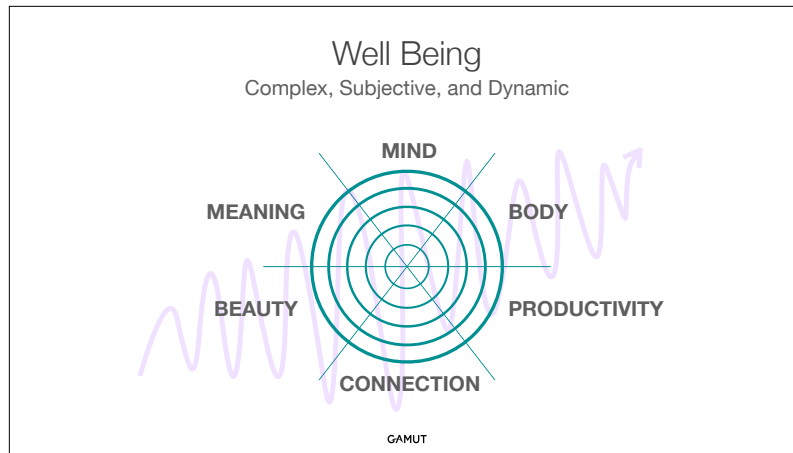 Well Being
Complex, Subjective, and Dynamic
MIND
MEANING
BODY
BEAUTY
PRODUCTIVITY
CONNECTION
GAMUT